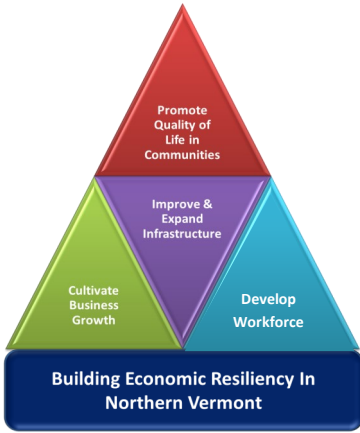 Promote
Quality of
Life in
Communities
Improve &
Expand
Infrastructure
Cultivate
Business
Growth
Develop
Workforce
Building Economic Resiliency In
Northern Vermont